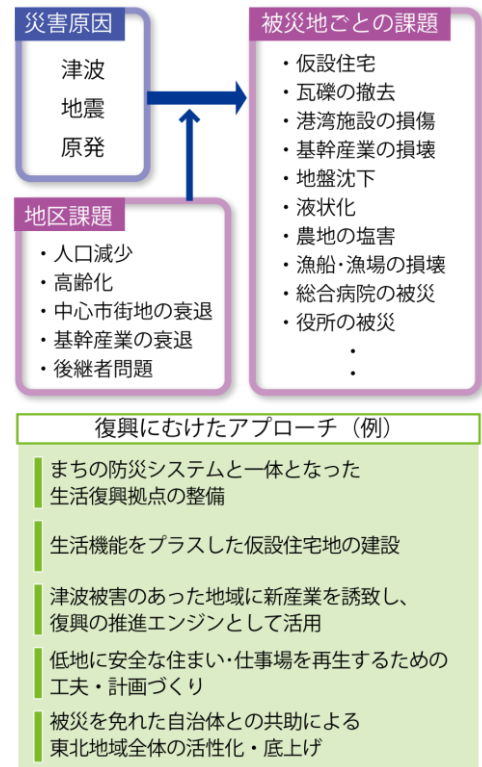 災害原因
津波
地震
原発
地区課題
・人口減少
・高齢化
・中心市街地の衰退
・基幹産業の衰退
・後継者問題
被災地ごとの課題
・仮設住宅
・瓦礫の撤去
・港湾施設の損傷
・基幹産業の損壊
・地盤沈下
・液状化
・農地の塩害
・漁船・漁場の損壊
・総合病院の被災
・役所の被災
・
・
復興にむけたアプローチ（例）
まちの防災システムと一体となった
生活復興拠点の整備
生活機能をプラスした仮設住宅地の建設
津波被害のあった地域に新産業を誘致し、
復興の推進エンジンとして活用
低地に安全な住まい・仕事場を再生するための
工夫・計画づくり
被災を免れた自治体との共助による
東北地域全体の活性化・底上げ